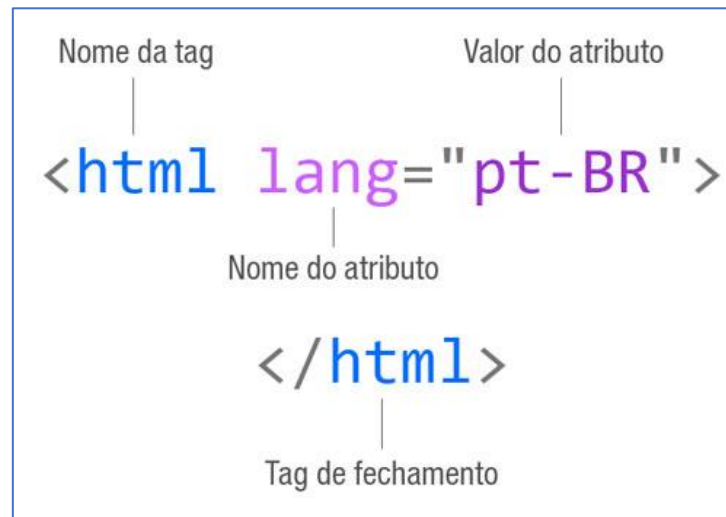 Nome da tag
Valor do atributo
<html lang="pt-BR">
Nome do atributo
</html>
Tag de fechamento